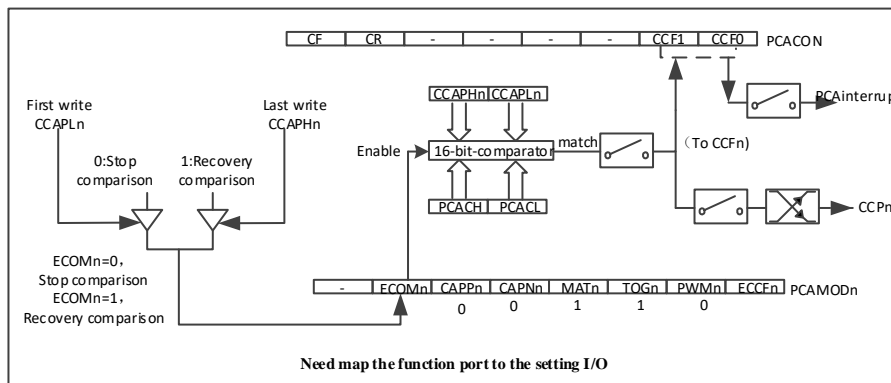 CF CR - - - - CCF1 CCF0 PCACON
First write
CCAPLn
Last write
CCAPHn
0:Stop
comparison
1:Recovery
comparison
CCAPHn CCAPLn
Enable
16-bit-comparator
match
PCACH PCACL
(To CCFn)
PCAinterrup
CCPn
ECOMn=0,
Stop comparison
ECOMn=1,
Recovery comparison
- ECOMn CAPPn CAPNn MATn TOGn PWMn ECCFn PCAMODn
0 0 1 1 0
Need map the function port to the setting I/O